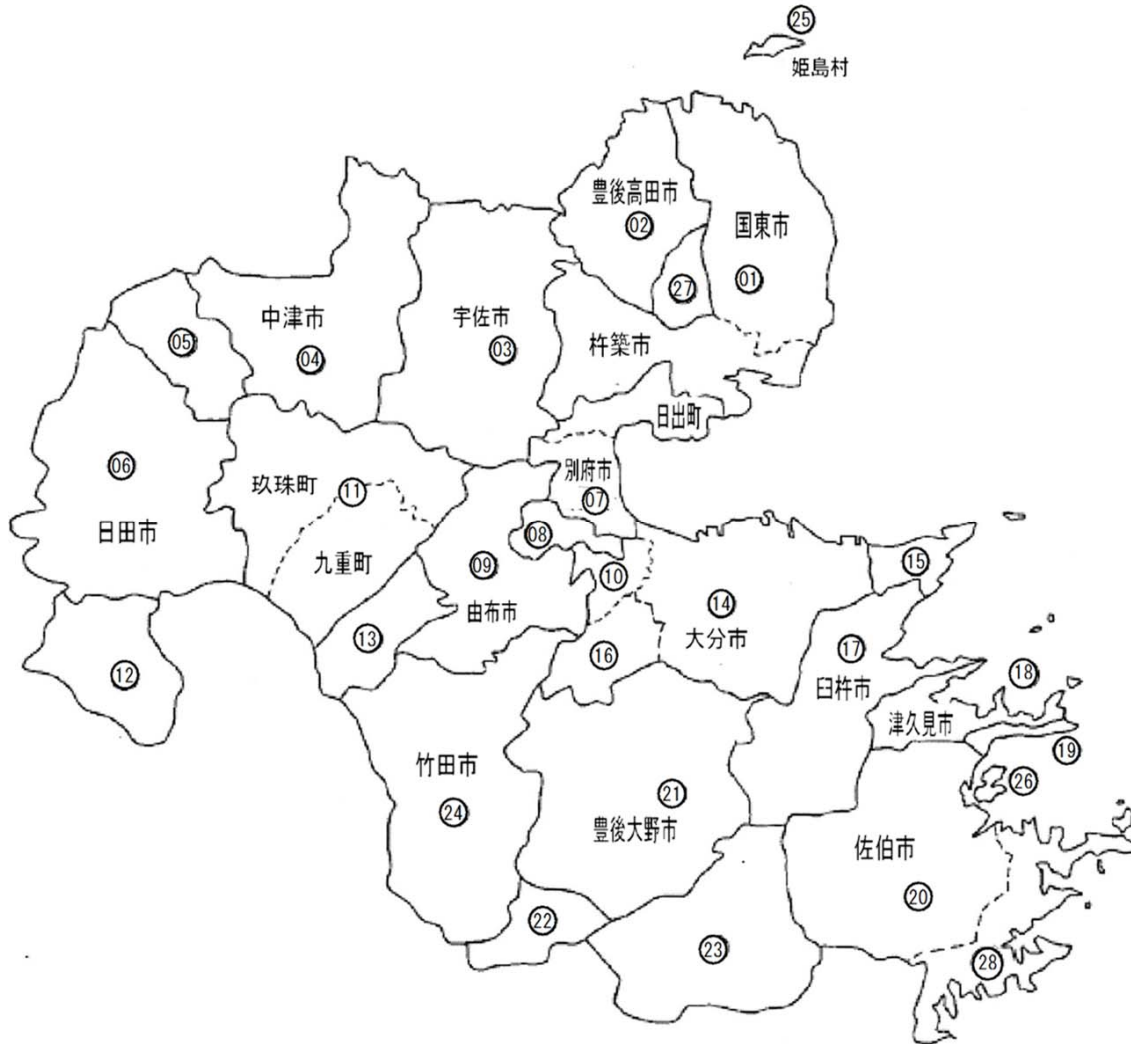 ㉕
姫島村
豊後高田市
㉒
国東市
㉗
①
中津市
宇佐市
杵築市
05
04
03
日出町
06
玖珠町
11
別府市
07
日田市
九重町
08
09
10
15
由布市
14
大分市
13
16
17
12
臼杵市
18
津久見市
19
竹田市
26
21
24
豊後大野市
佐伯市
20
22
23
28